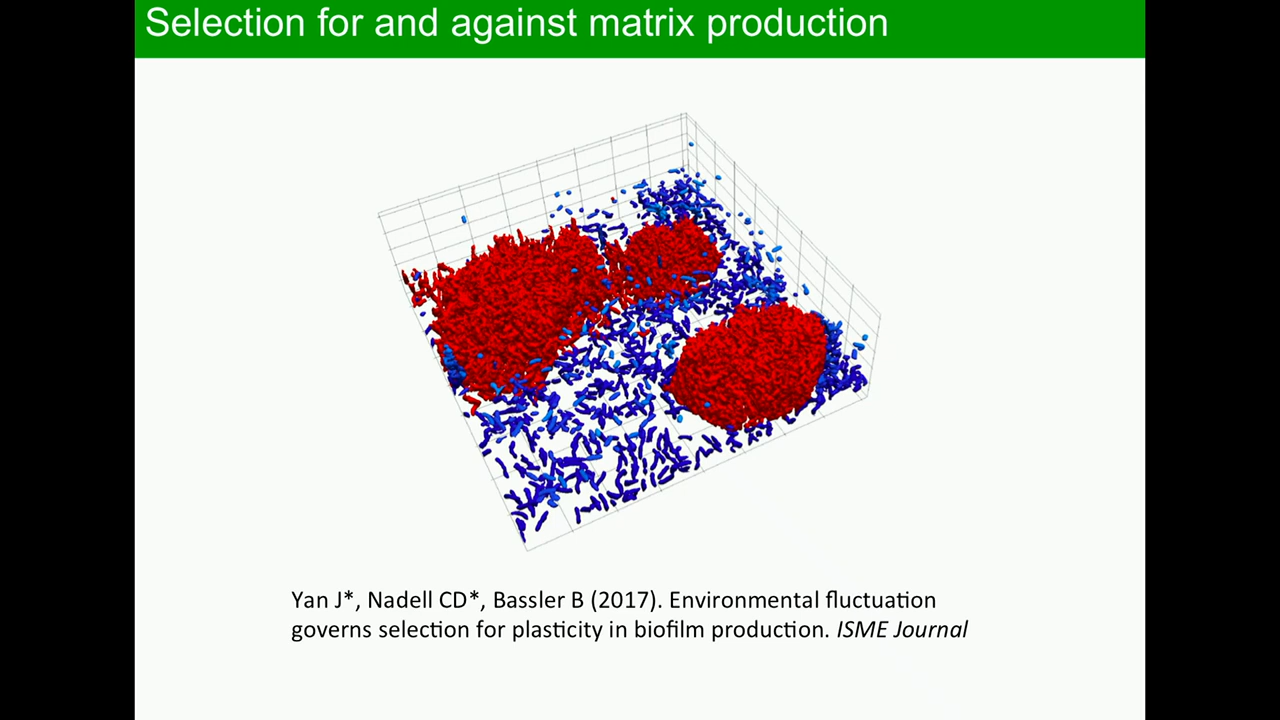 Selection for and against matrix production
Yan J*, Nadell CD*, Bassler B (2017). Environmental fluctuation
governs selection for plasticity in biofilm production. ISME Journal